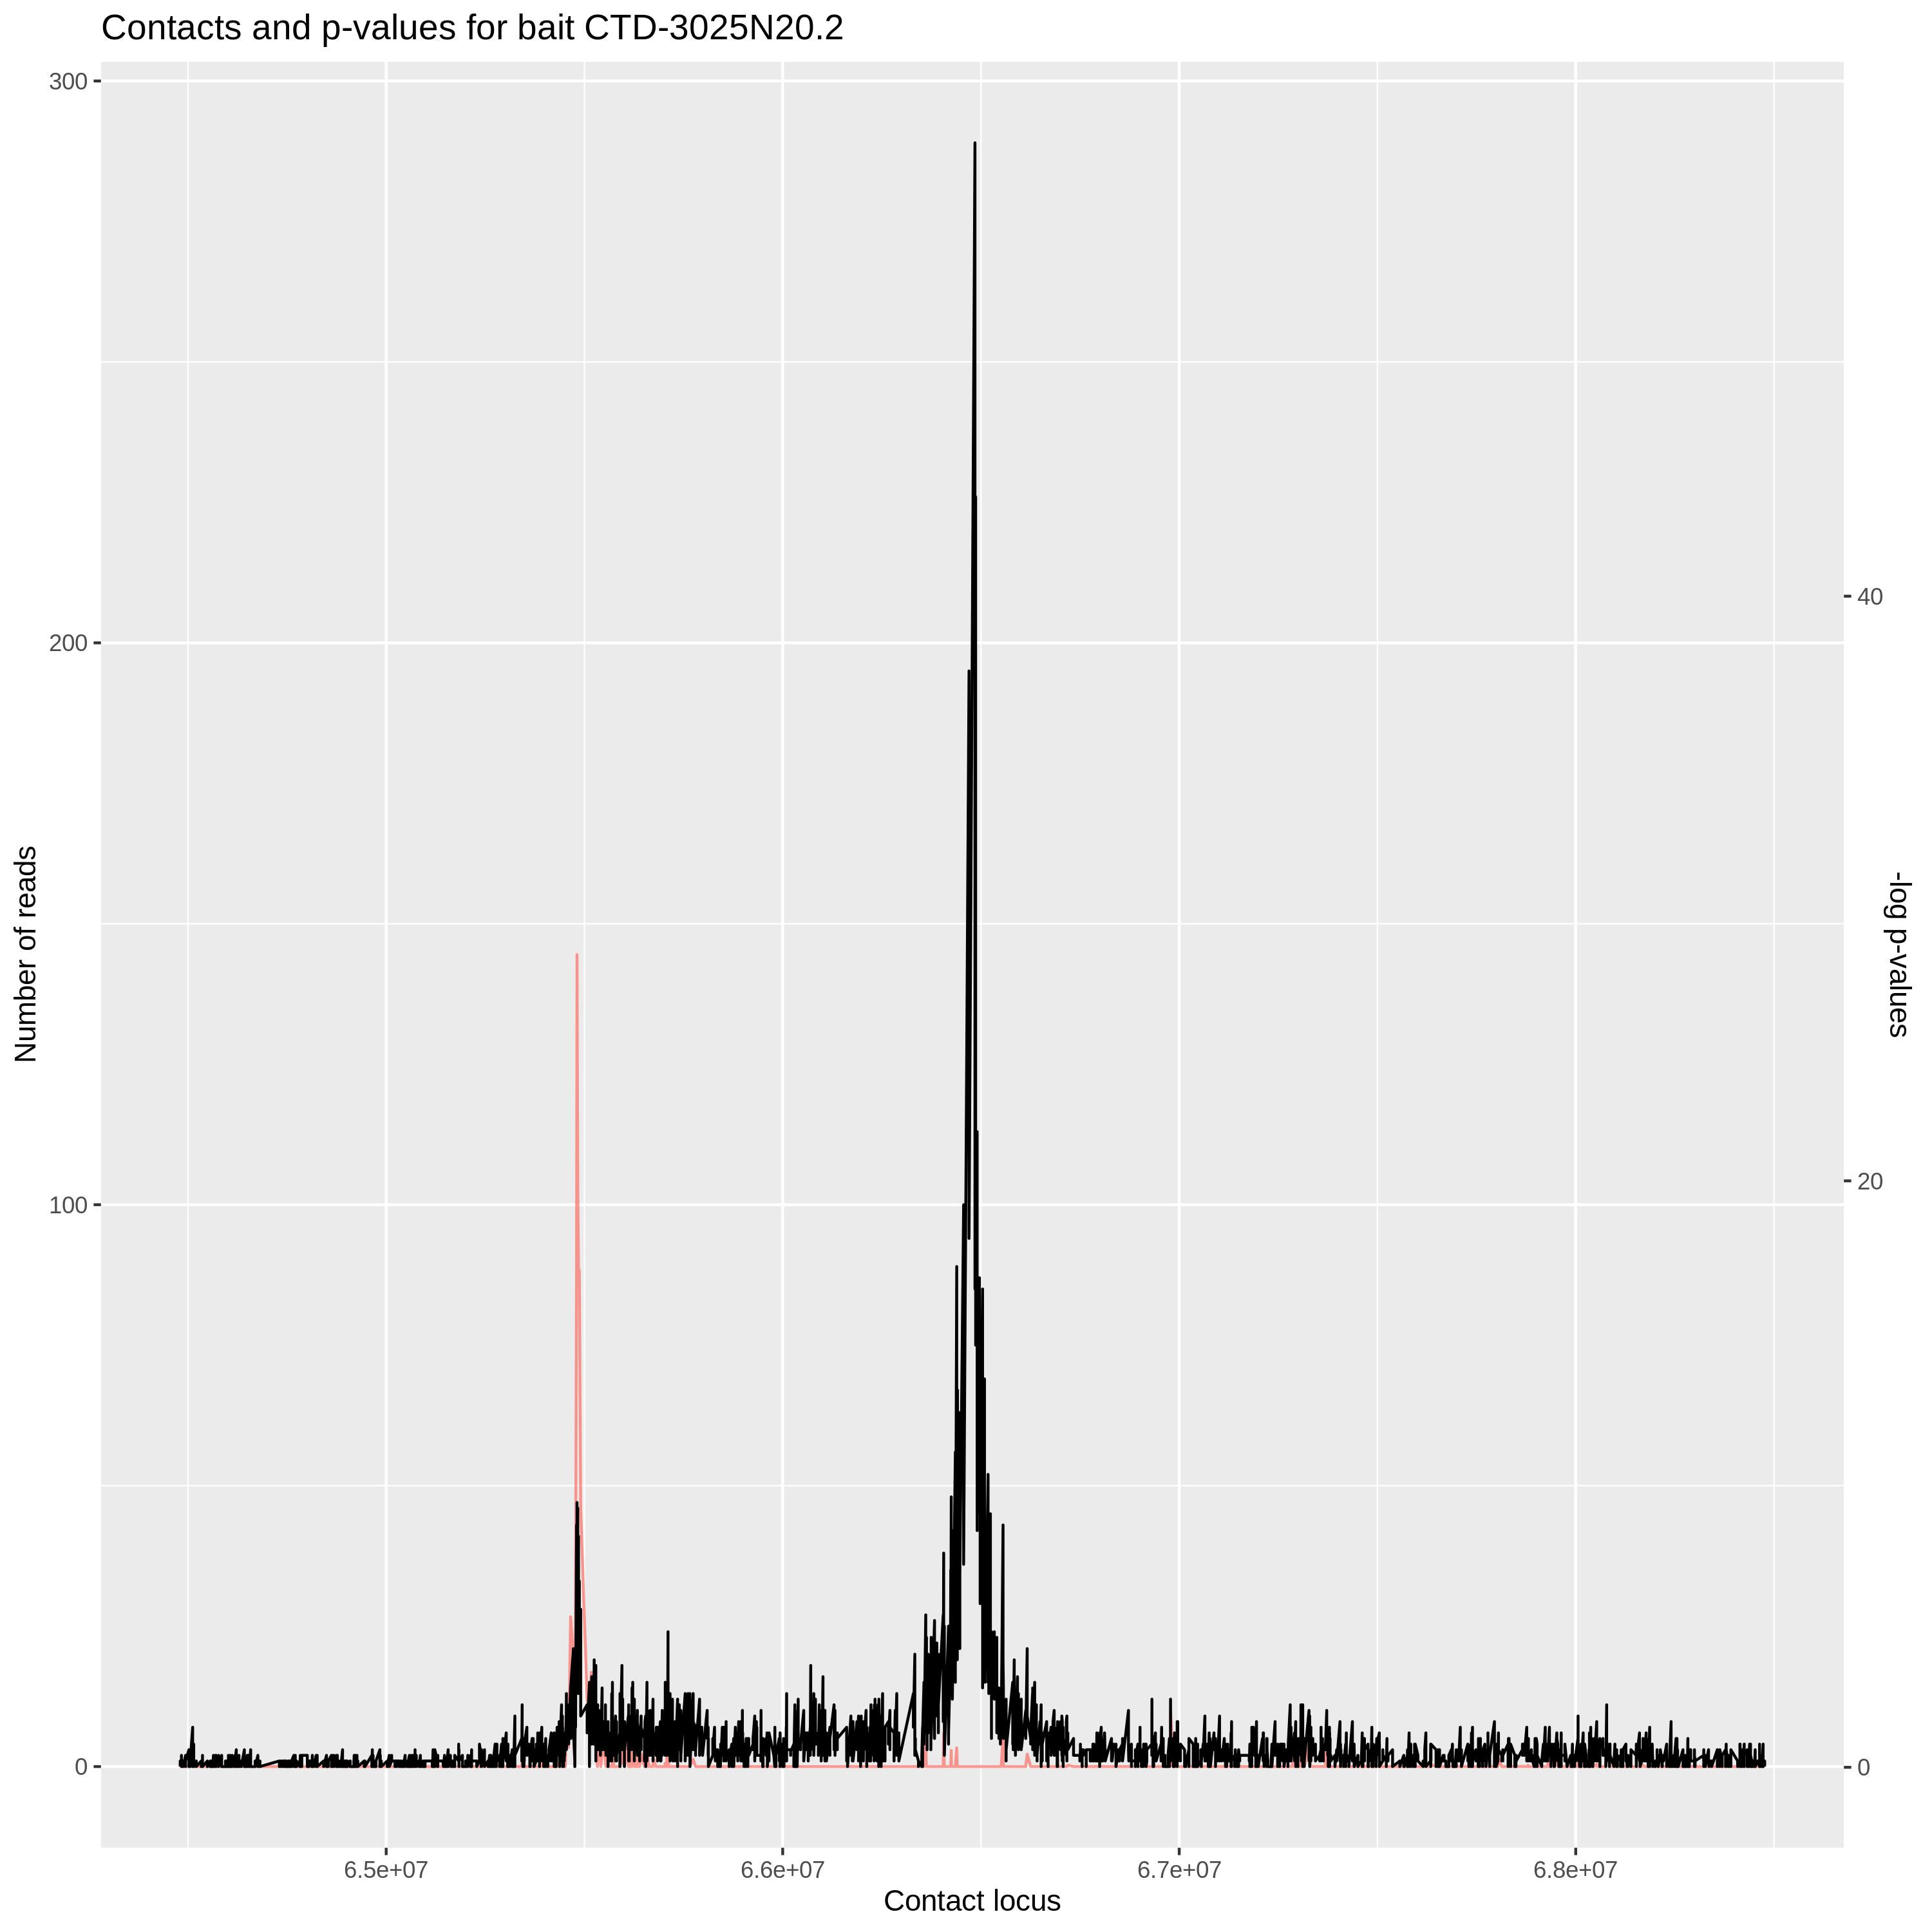 Contacts and p-values for bait CTD-3025N20.2
300
200
100
0
Number of reads
40
20
0
-log p-values
6.5e+07 6.6e+07 6.7e+07 6.8e+07
Contact locus